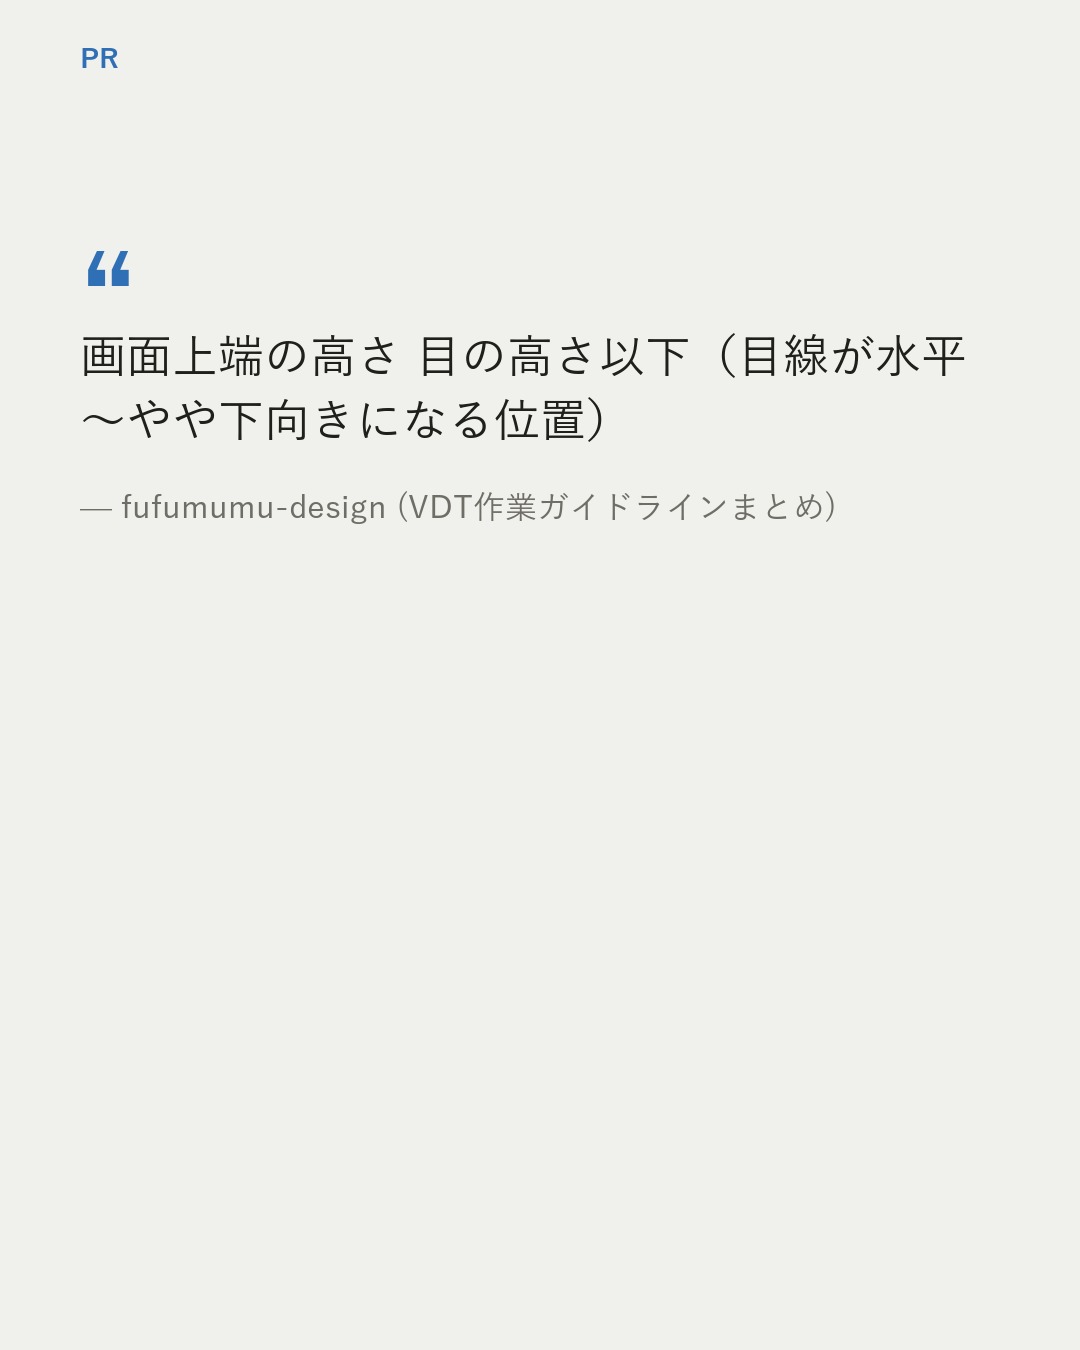 PR
“
画面上端の高さ 目の高さ以下（目線が水平
〜やや下向きになる位置）
— fufumumu-design (VDT作業ガイドラインまとめ)